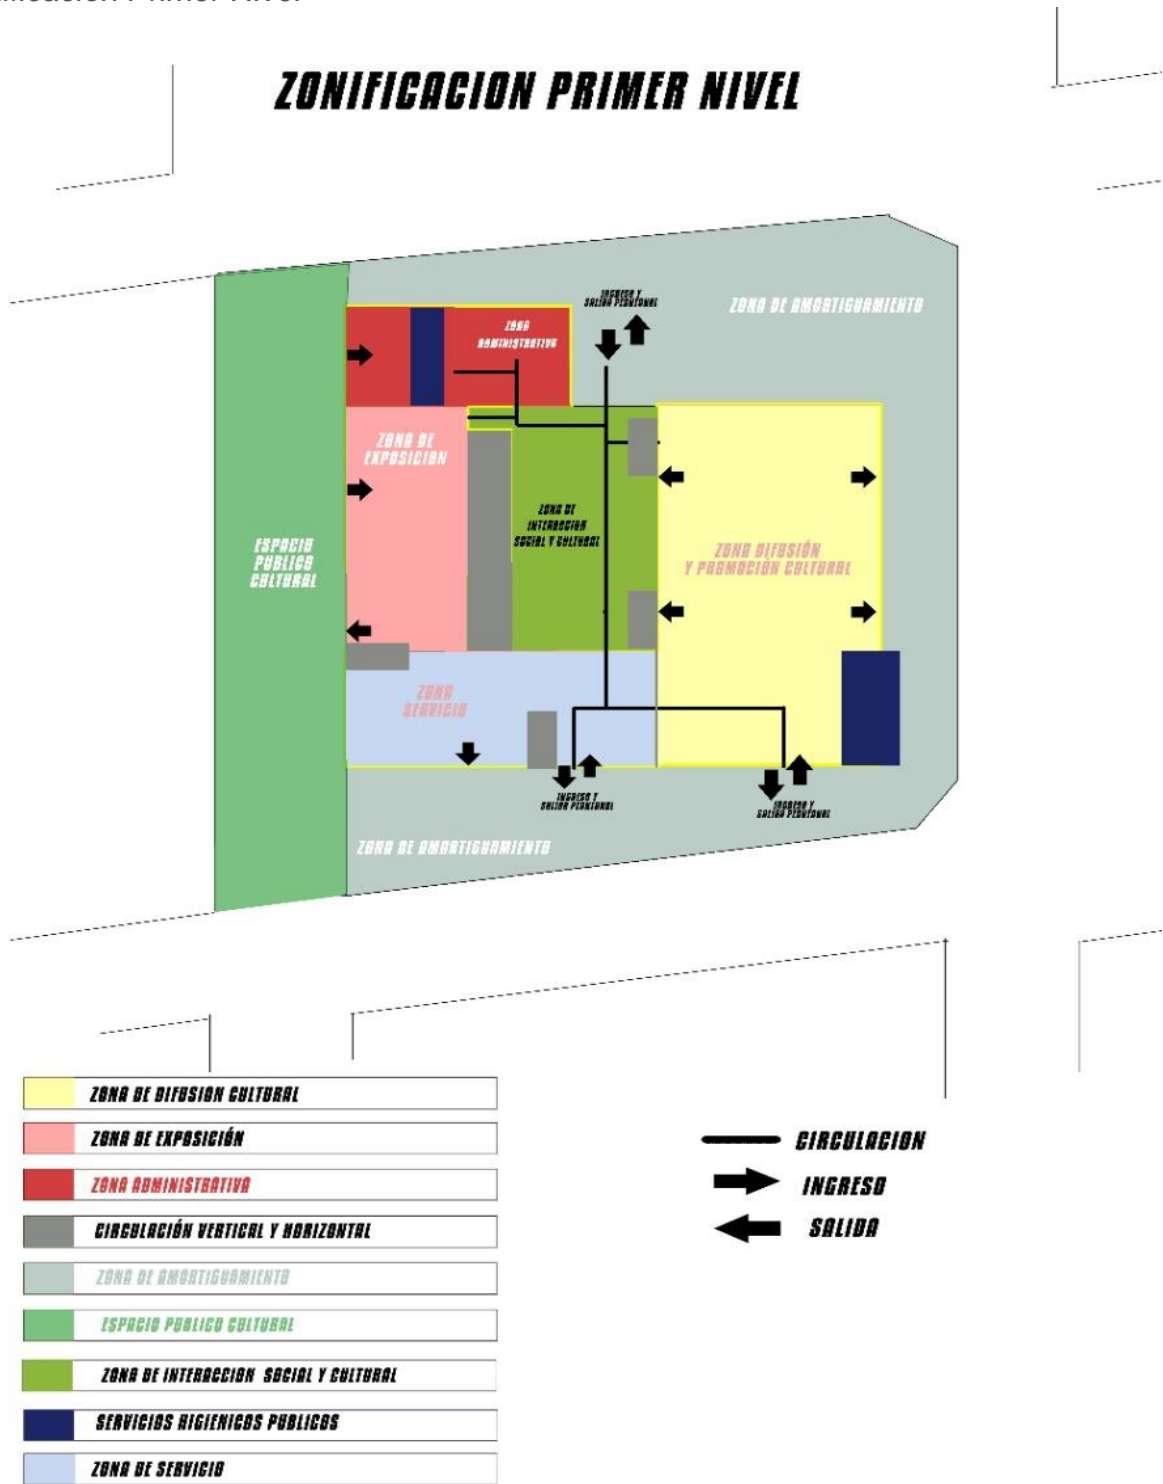 Primer Nivel
ZONIFICACION PRIMER NIVEL
INGRESO Y
SALIDA PEATONAL
ZONA DE AMORTIGUAMIENTO
ZONA
ADMINISTRATIVA
ZONA DE
EXPOSICION
ZONA DE
INTERACCION
SOCIAL Y CULTURAL
ESPACIO
PUBLICO
CULTURAL
ZONA DIFUSIÓN
Y PROMOCIÓN CULTURAL
ZONA
SERVICIO
INGRESO Y
SALIDA PEATONAL
INGRESO Y
SALIDA PEATONAL
ZONA DE AMORTIGUAMIENTO
ZONA DE DIFUSION CULTURAL
ZONA DE EXPOSICIÓN
ZONA ADMINISTRATIVA
CIRCULACIÓN VERTICAL Y HORIZONTAL
ZONA DE AMORTIGUAMIENTO
ESPACIO PUBLICO CULTURAL
ZONA DE INTERACCION SOCIAL Y CULTURAL
SERVICIOS HIGIENICOS PUBLICOS
ZONA DE SERVICIO
CIRCULACION
INGRESO
SALIDA